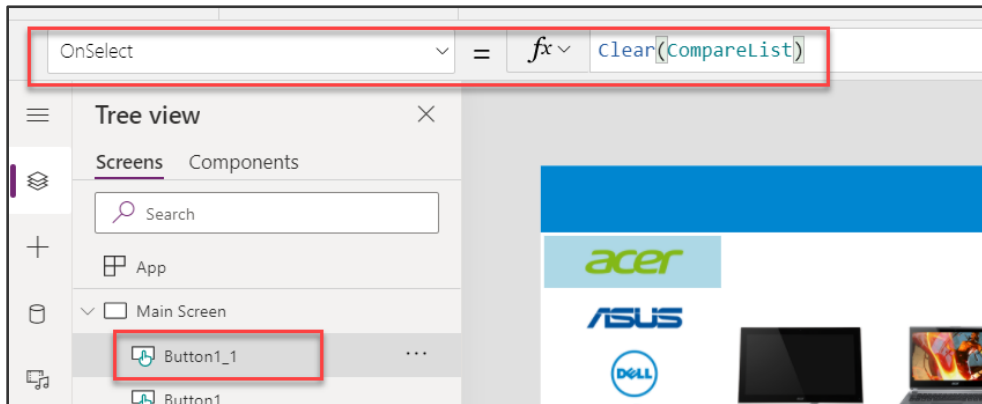 OnSelect = fx Clear(CompareList)
Tree view
Screens Components
Search
App
Main Screen
Button1_1 ...
Button1
acer
ASUS
DELL